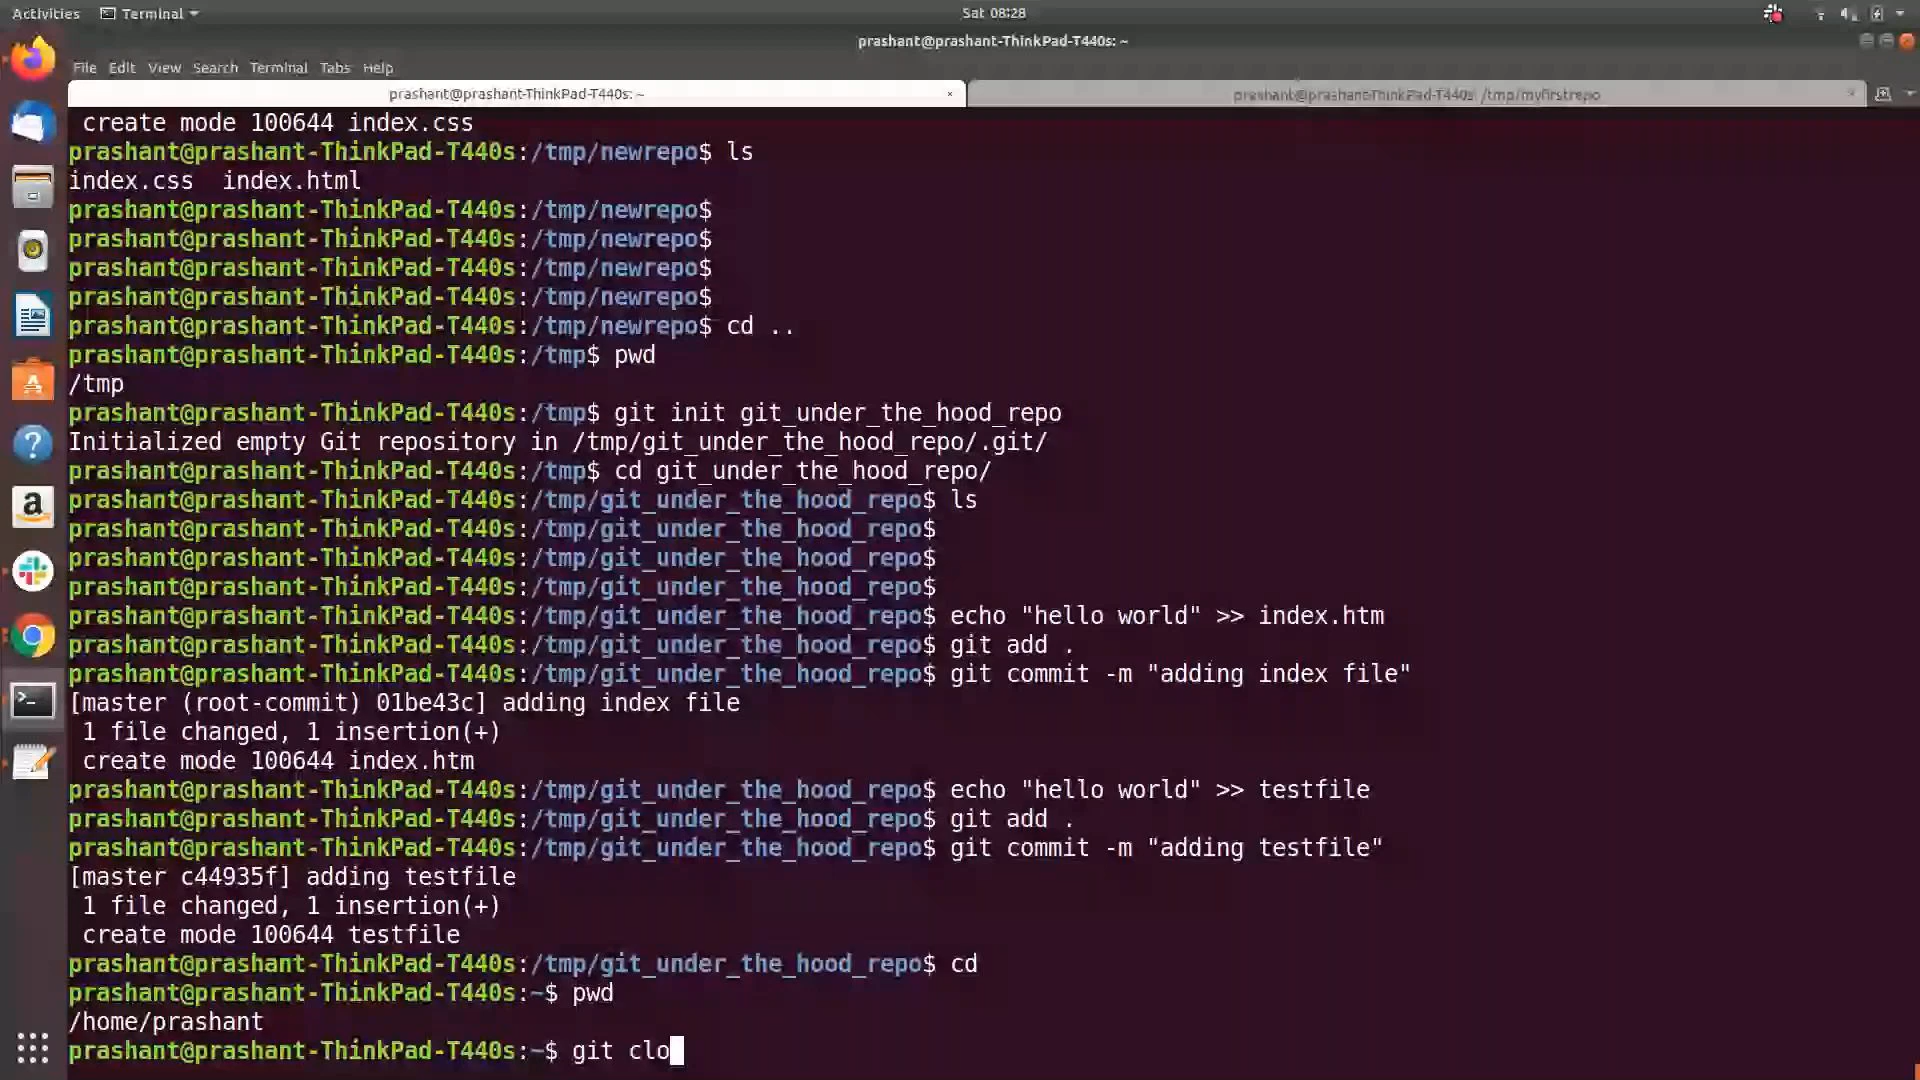 Activities Terminal Sat 08:28
prashant@prashant-ThinkPad-T440s: ~
File Edit View Search Terminal Tabs Help
prashant@prashant-ThinkPad-T440s: ~ × prashant@prashant-ThinkPad-T440s: /tmp/myfirstrepo ×
create mode 100644 index.css
prashant@prashant-ThinkPad-T440s:/tmp/newrepo$ ls
index.css  index.html
prashant@prashant-ThinkPad-T440s:/tmp/newrepo$
prashant@prashant-ThinkPad-T440s:/tmp/newrepo$
prashant@prashant-ThinkPad-T440s:/tmp/newrepo$
prashant@prashant-ThinkPad-T440s:/tmp/newrepo$
prashant@prashant-ThinkPad-T440s:/tmp/newrepo$ cd ..
prashant@prashant-ThinkPad-T440s:/tmp$ pwd
/tmp
prashant@prashant-ThinkPad-T440s:/tmp$ git init git_under_the_hood_repo
Initialized empty Git repository in /tmp/git_under_the_hood_repo/.git/
prashant@prashant-ThinkPad-T440s:/tmp$ cd git_under_the_hood_repo/
prashant@prashant-ThinkPad-T440s:/tmp/git_under_the_hood_repo$ ls
prashant@prashant-ThinkPad-T440s:/tmp/git_under_the_hood_repo$
prashant@prashant-ThinkPad-T440s:/tmp/git_under_the_hood_repo$
prashant@prashant-ThinkPad-T440s:/tmp/git_under_the_hood_repo$
prashant@prashant-ThinkPad-T440s:/tmp/git_under_the_hood_repo$ echo "hello world" >> index.htm
prashant@prashant-ThinkPad-T440s:/tmp/git_under_the_hood_repo$ git add .
prashant@prashant-ThinkPad-T440s:/tmp/git_under_the_hood_repo$ git commit -m "adding index file"
[master (root-commit) 01be43c] adding index file
1 file changed, 1 insertion(+)
create mode 100644 index.htm
prashant@prashant-ThinkPad-T440s:/tmp/git_under_the_hood_repo$ echo "hello world" >> testfile
prashant@prashant-ThinkPad-T440s:/tmp/git_under_the_hood_repo$ git add .
prashant@prashant-ThinkPad-T440s:/tmp/git_under_the_hood_repo$ git commit -m "adding testfile"
[master c44935f] adding testfile
1 file changed, 1 insertion(+)
create mode 100644 testfile
prashant@prashant-ThinkPad-T440s:/tmp/git_under_the_hood_repo$ cd
prashant@prashant-ThinkPad-T440s:~$ pwd
/home/prashant
prashant@prashant-ThinkPad-T440s:~$ git clo